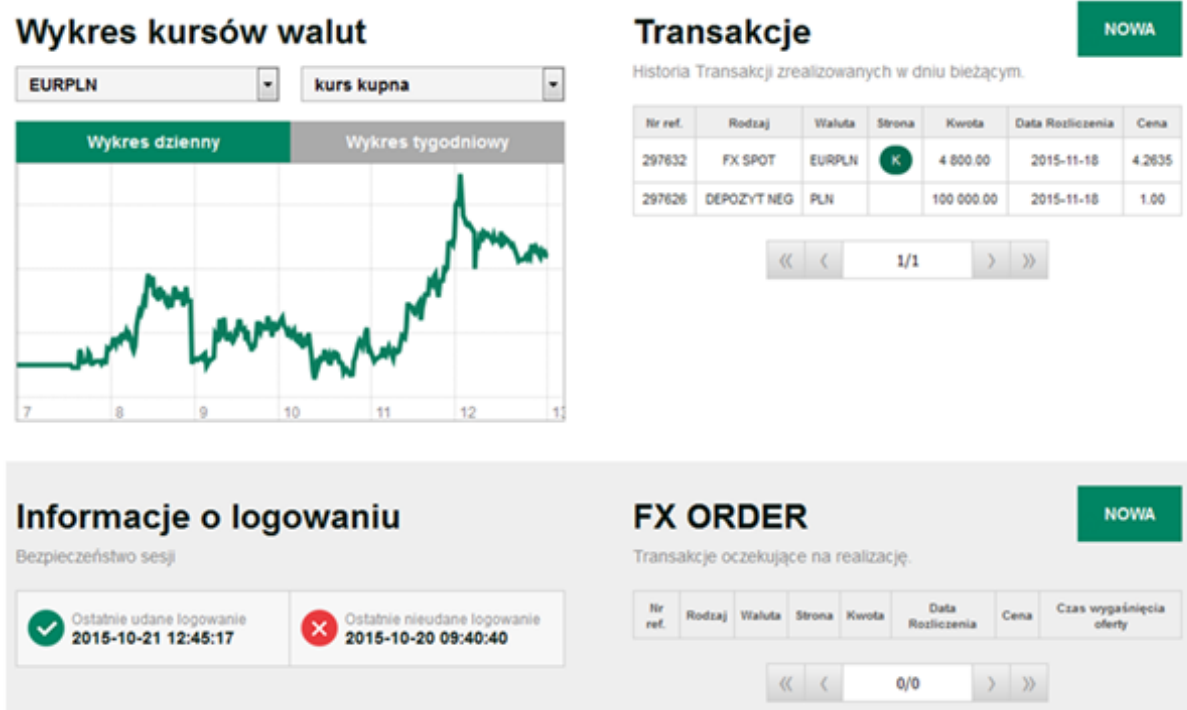 Wykres kursów walut
EURPLN
kurs kupna
Wykres dzienny
Wykres tygodniowy
7 8 9 10 11 12 13
Transakcje
NOWA
Historia Transakcji zrealizowanych w dniu bieżącym.
Nr ref. Rodzaj Waluta Strona Kwota Data Rozliczenia Cena
297632 FX SPOT EURPLN K 4 800.00 2015-11-18 4.2635
297626 DEPOZYT NEG PLN 100 000.00 2015-11-18 1.00
« ‹ 1/1 › »
Informacje o logowaniu
Bezpieczeństwo sesji
Ostatnie udane logowanie
2015-10-21 12:45:17
Ostatnie nieudane logowanie
2015-10-20 09:40:40
FX ORDER
NOWA
Transakcje oczekujące na realizację.
Nr ref. Rodzaj Waluta Strona Kwota Data Rozliczenia Cena Czas wygaśnięcia oferty
« ‹ 0/0 › »